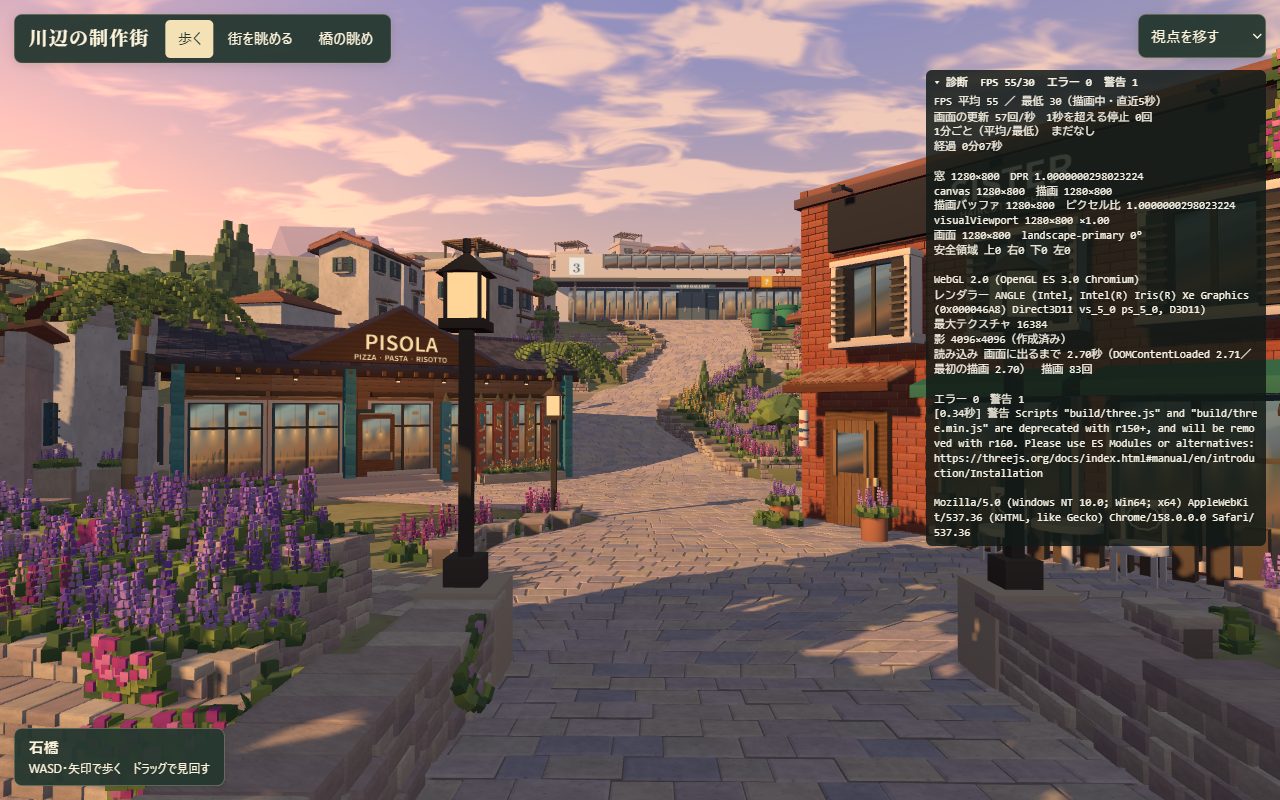 川辺の制作街 歩く 街を眺める 橋の眺め
視点を移す
▾ 診断 FPS 55/30 エラー 0 警告 1
FPS 平均 55 ／ 最低 30（描画中・直近5秒）
画面の更新 57回/秒 1秒を超える停止 0回
1分ごと（平均/最低） まだなし
経過 0分07秒
窓 1280×800 DPR 1.0000000298023224
canvas 1280×800 描画 1280×800
描画バッファ 1280×800 ピクセル比 1.0000000298023224
visualViewport 1280×800 ×1.00
画面 1280×800 landscape-primary 0°
安全領域 上0 右0 下0 左0
WebGL 2.0 (OpenGL ES 3.0 Chromium)
レンダラー ANGLE (Intel, Intel(R) Iris(R) Xe Graphics
(0x000046A8) Direct3D11 vs_5_0 ps_5_0, D3D11)
最大テクスチャ 16384
影 4096×4096（作成済み）
読み込み 画面に出るまで 2.70秒（DOMContentLoaded 2.71／
最初の描画 2.70） 描画 83回
エラー 0 警告 1
[0.34秒] 警告 Scripts "build/three.js" and "build/thre
e.min.js" are deprecated with r150+, and will be remo
ved with r160. Please use ES Modules or alternatives:
https://threejs.org/docs/index.html#manual/en/introdu
ction/Installation
Mozilla/5.0 (Windows NT 10.0; Win64; x64) AppleWebKi
t/537.36 (KHTML, like Gecko) Chrome/158.0.0.0 Safari/
537.36
3
PISOLA
PIZZA · PASTA · RISOTTO
石橋
WASD・矢印で歩く ドラッグで見回す